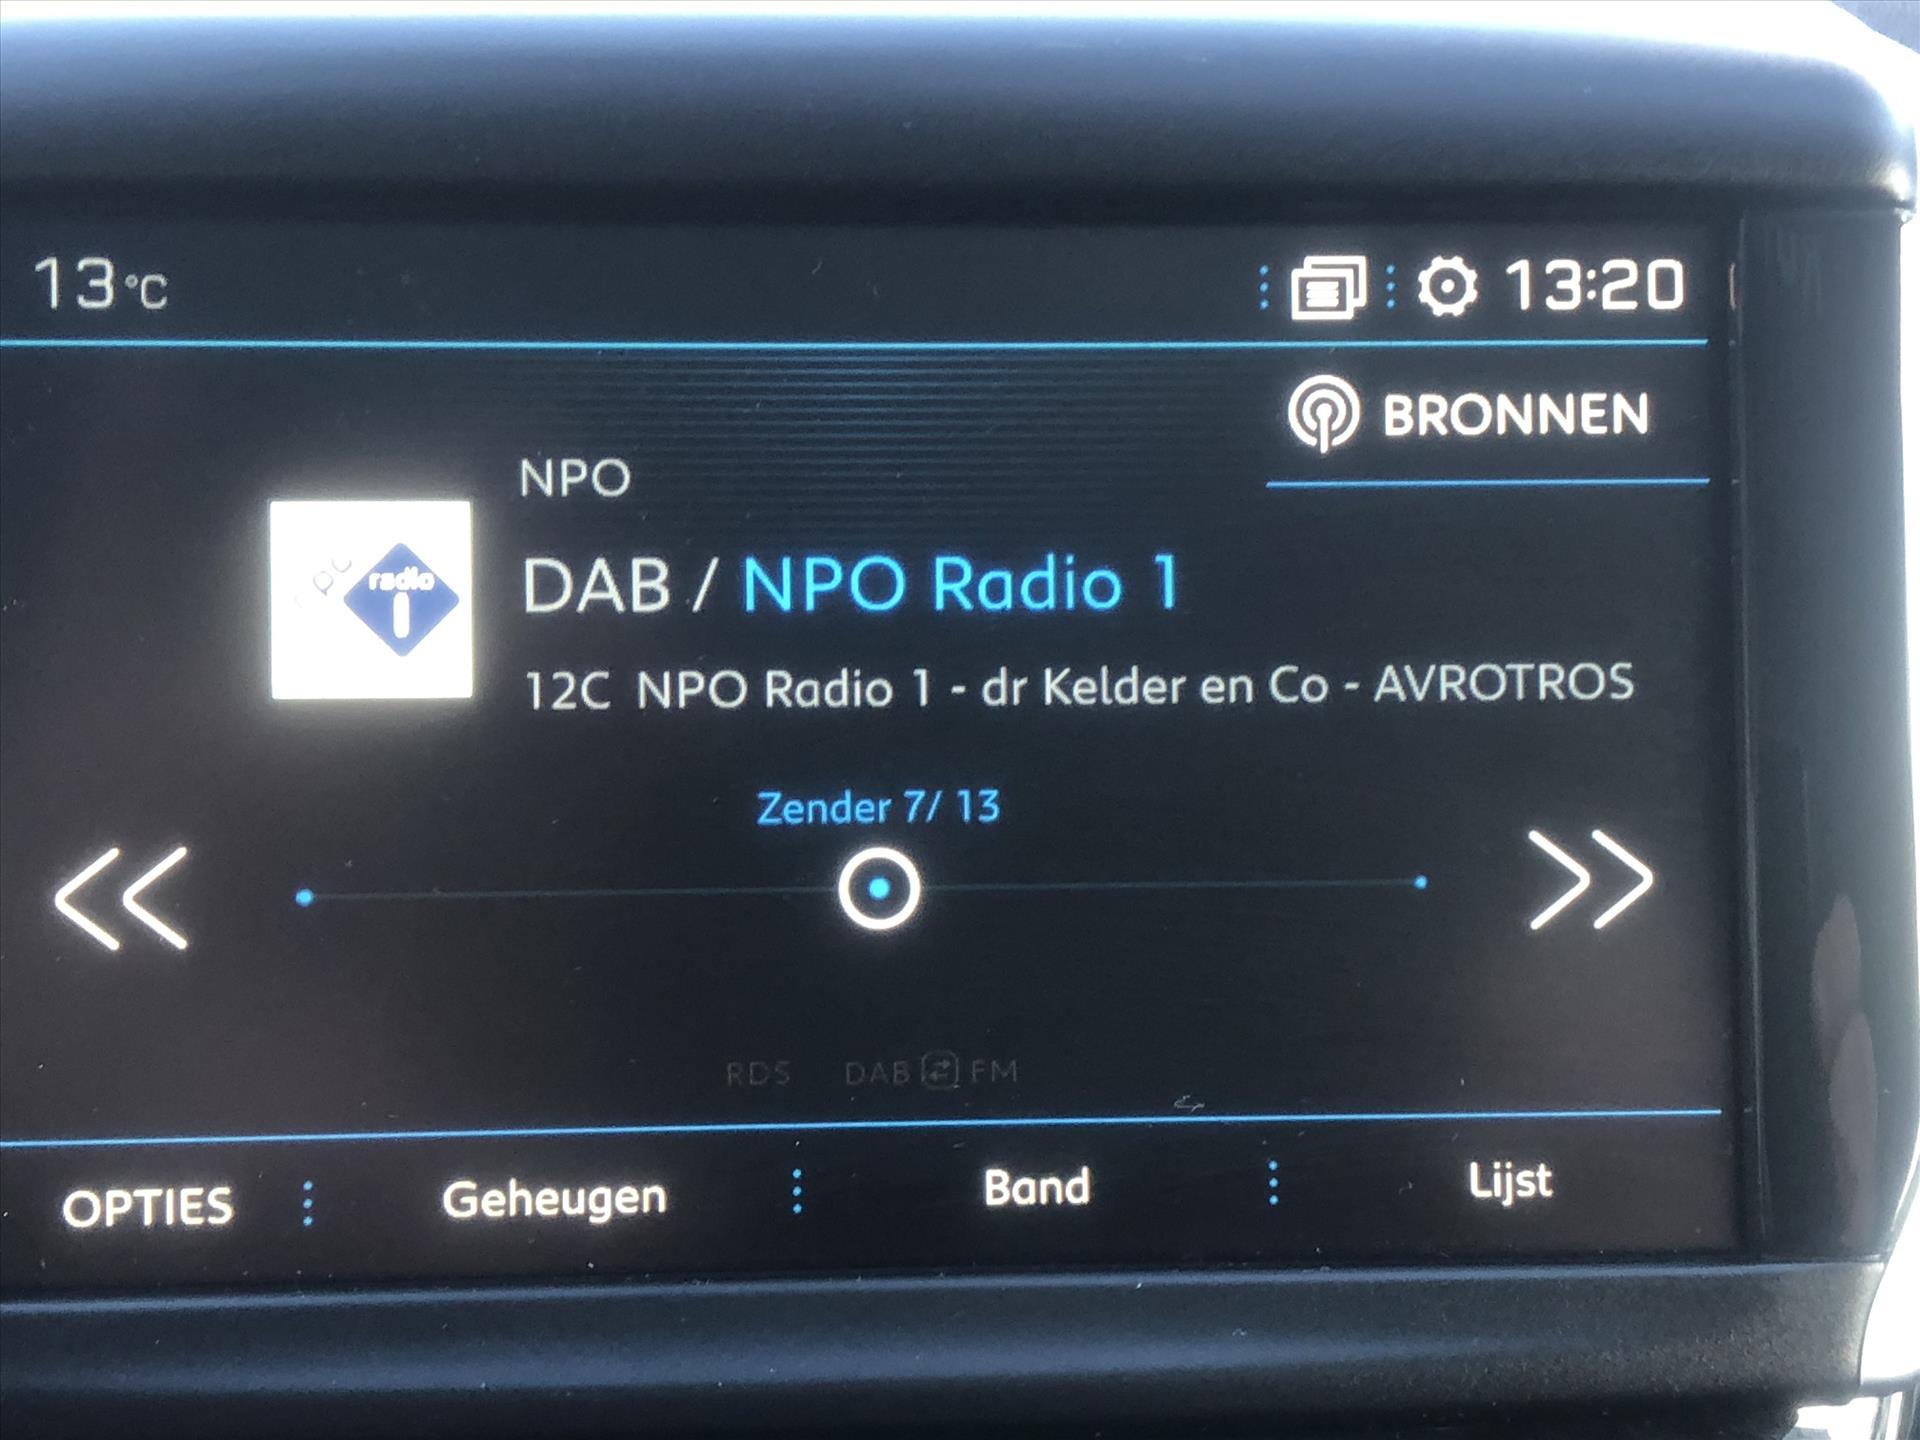 13°C
13:20
BRONNEN
NPO
npo
radio
1
DAB / NPO Radio 1
12C NPO Radio 1 - dr Kelder en Co - AVROTROS
Zender 7/ 13
RDS DAB FM
OPTIES Geheugen Band Lijst